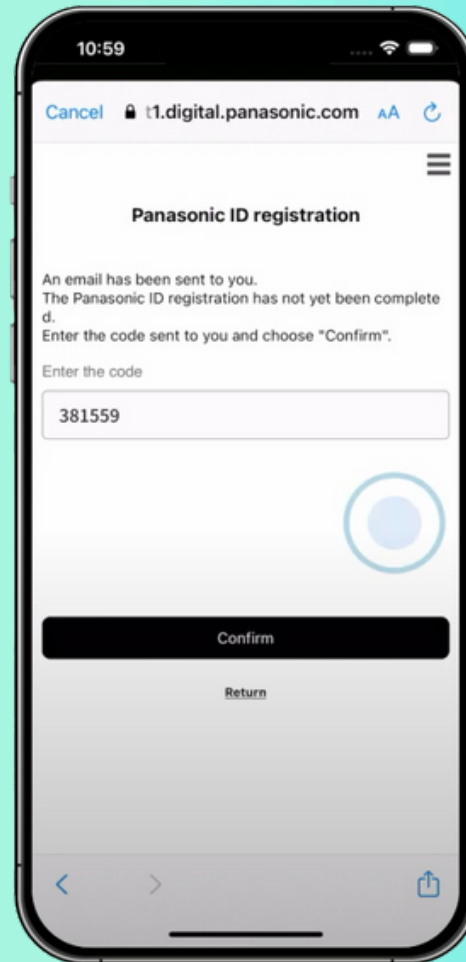 10:59
Cancel t1.digital.panasonic.com AA
Panasonic ID registration
An email has been sent to you.
The Panasonic ID registration has not yet been complete
d.
Enter the code sent to you and choose "Confirm".
Enter the code
381559
Confirm
Return